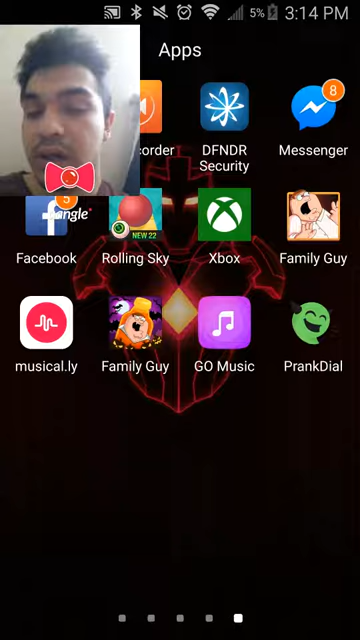 5% 3:14 PM
Apps
8
corder
DFNDR
Security
Messenger
5
angle
NEW 22
Facebook
Rolling Sky
Xbox
Family Guy
musical.ly
Family Guy
GO Music
PrankDial